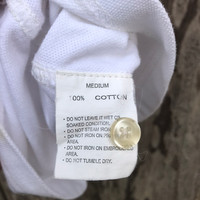 MEDIUM
100% COTTON
• DO NOT LEAVE IT WET OR
SOAKED CONDITION.
• DO NOT STEAM IRON
• DO NOT IRON ON
AREA.
• DO NOT IRON ON
AREA.
• DO NOT TUMBLE DRY.